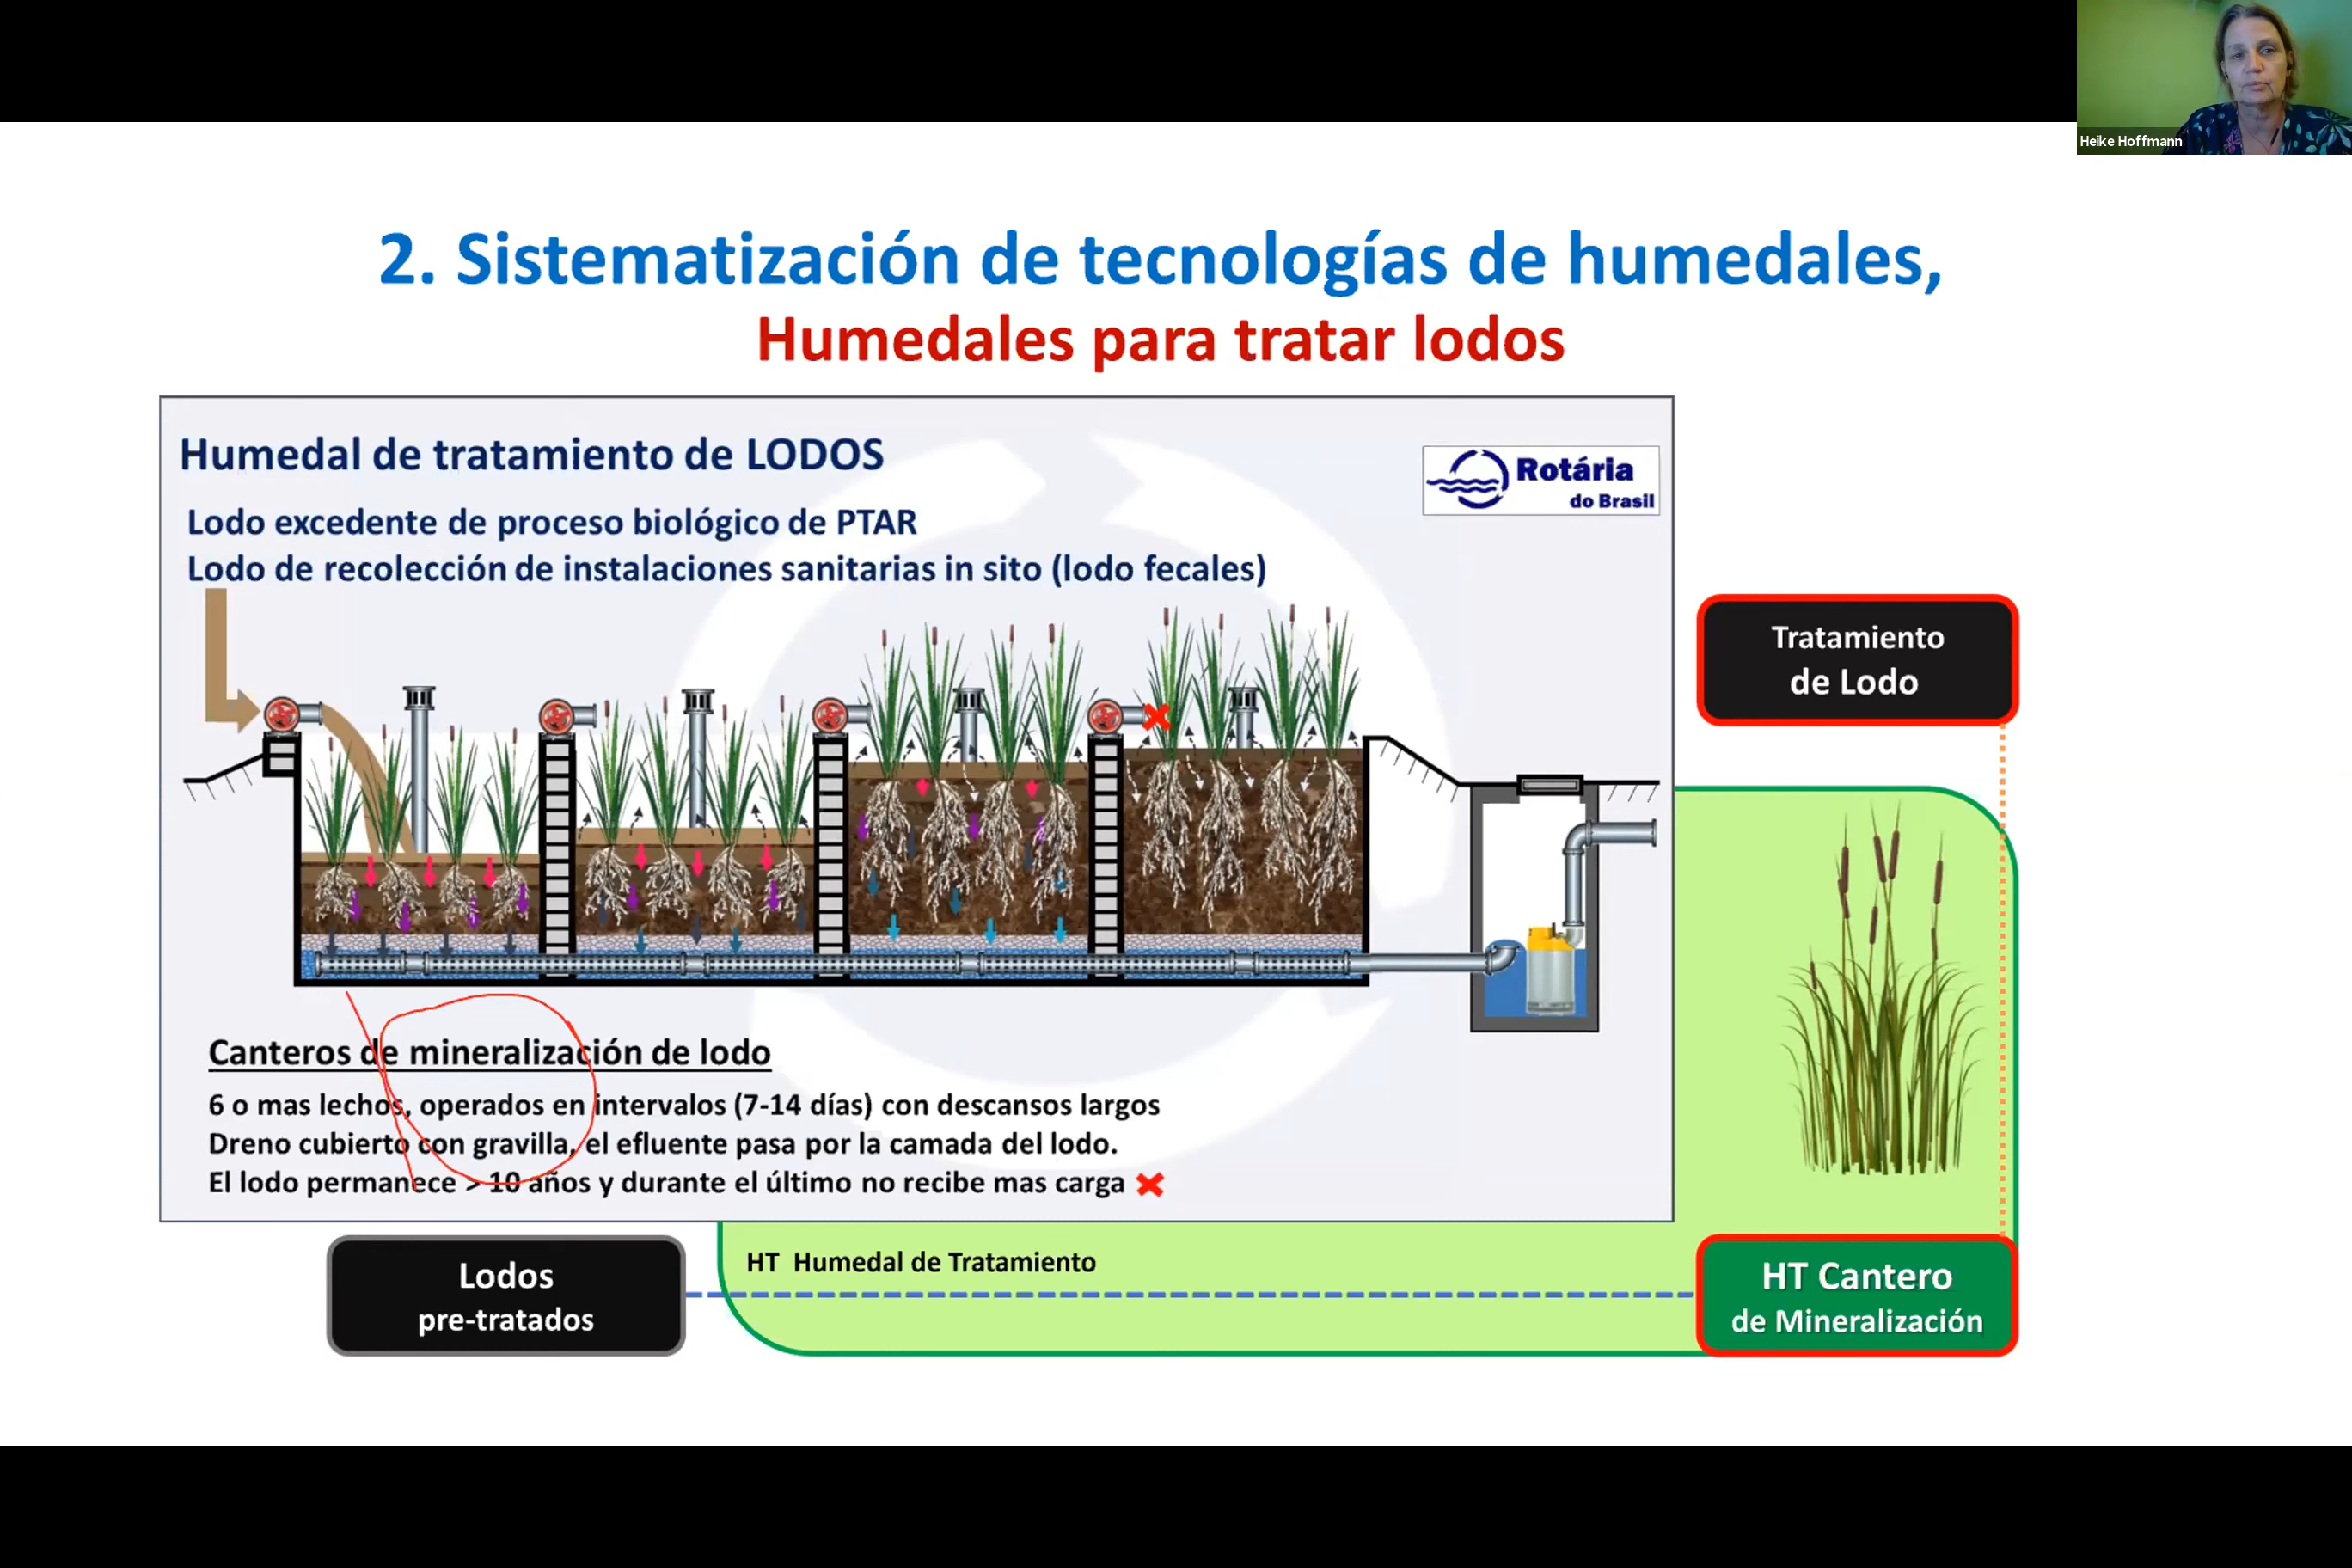 Heike Hoffmann
2. Sistematización de tecnologías de humedales,
Humedales para tratar lodos
Humedal de tratamiento de LODOS
Rotária
do Brasil
Lodo excedente de proceso biológico de PTAR
Lodo de recolección de instalaciones sanitarias in sito (lodo fecales)
Tratamiento
de Lodo
Canteros de mineralización de lodo
6 o mas lechos, operados en intervalos (7-14 días) con descansos largos
Dreno cubierto con gravilla, el efluente pasa por la camada del lodo.
El lodo permanece > 10 años y durante el último no recibe mas carga
Lodos
pre-tratados
HT Humedal de Tratamiento
HT Cantero
de Mineralización